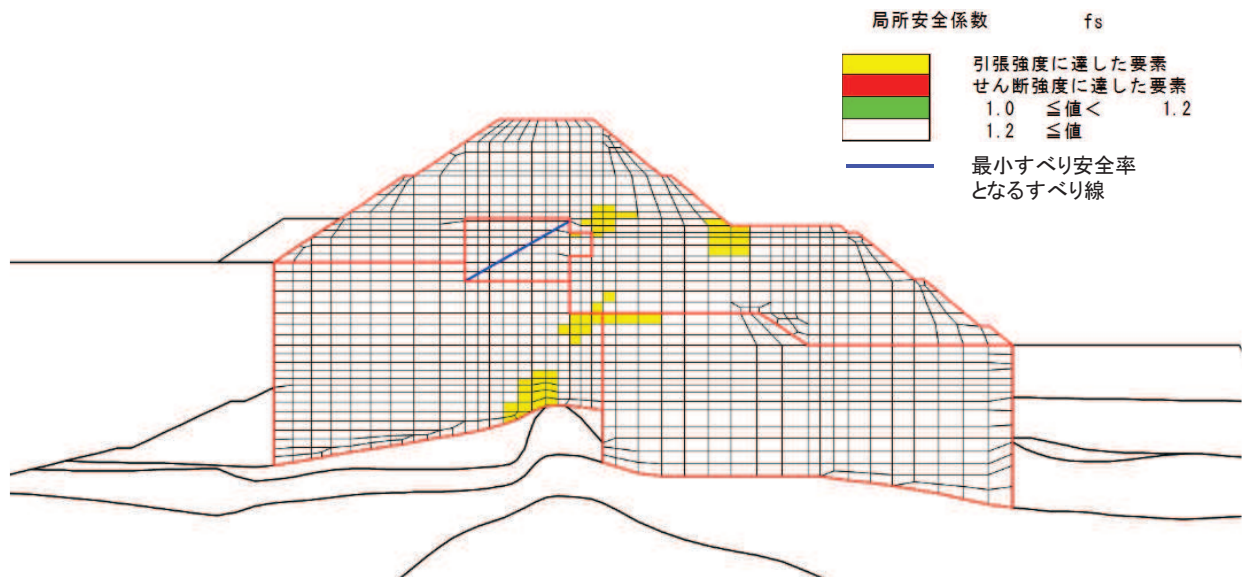 局所安全係数 fs
引張強度に達した要素
せん断強度に達した要素
1.0 ≦値< 1.2
1.2 ≦値
最小すべり安全率
となるすべり線